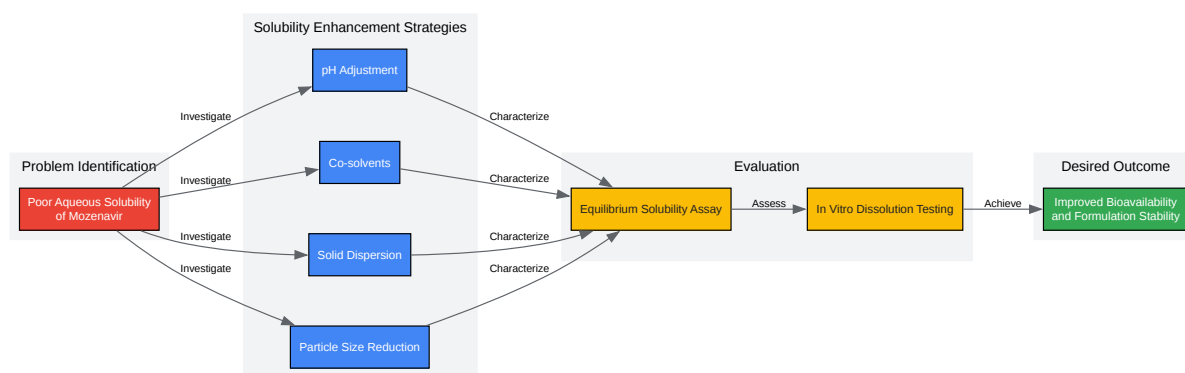 Solubility Enhancement Strategies
pH Adjustment
Investigate
Characterize
Problem Identification
Co-solvents
Evaluation
Desired Outcome
Investigate
Characterize
Poor Aqueous Solubility
of Mozenavir
Equilibrium Solubility Assay
Assess
In Vitro Dissolution Testing
Achieve
Improved Bioavailability
and Formulation Stability
Investigate
Characterize
Solid Dispersion
Investigate
Characterize
Particle Size Reduction